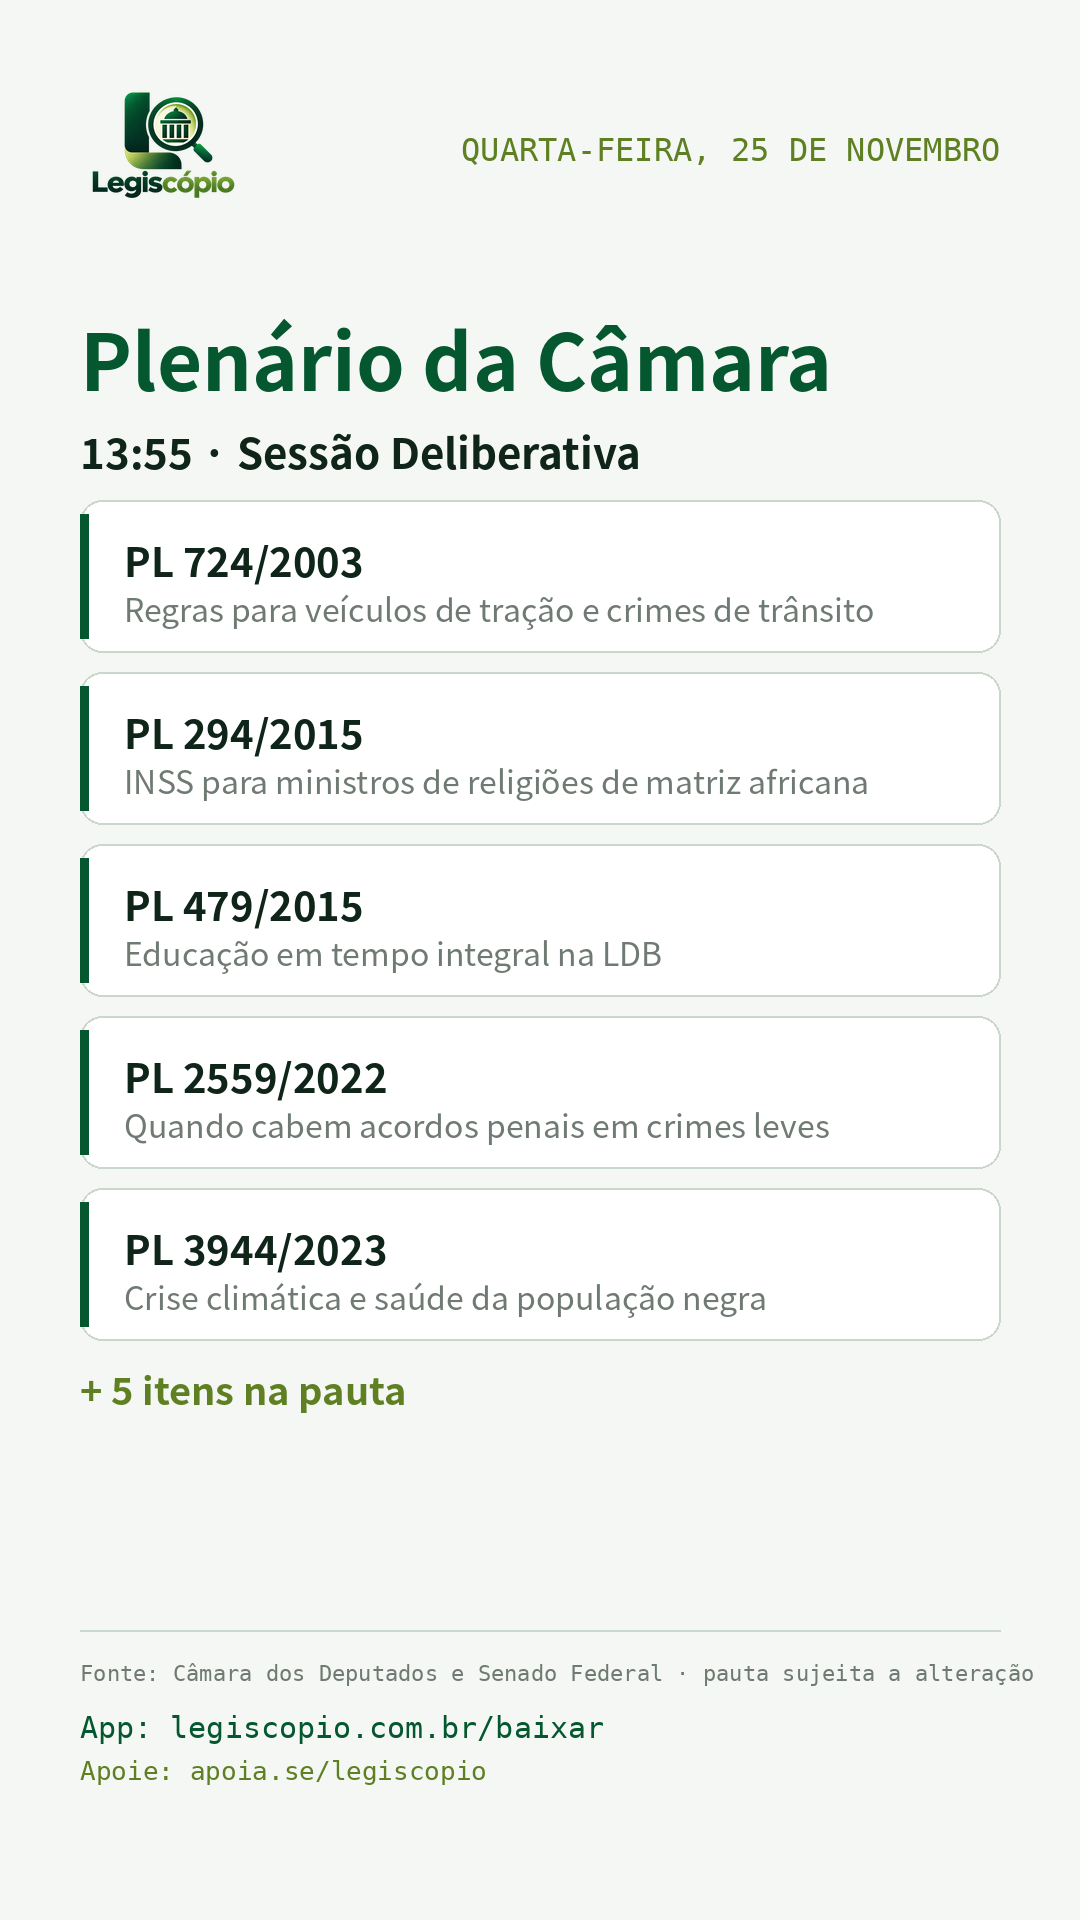 Legiscópio
QUARTA-FEIRA, 25 DE NOVEMBRO
Plenário da Câmara
13:55 · Sessão Deliberativa
PL 724/2003
Regras para veículos de tração e crimes de trânsito
PL 294/2015
INSS para ministros de religiões de matriz africana
PL 479/2015
Educação em tempo integral na LDB
PL 2559/2022
Quando cabem acordos penais em crimes leves
PL 3944/2023
Crise climática e saúde da população negra
+ 5 itens na pauta
Fonte: Câmara dos Deputados e Senado Federal · pauta sujeita a alteração
App: legiscopio.com.br/baixar
Apoie: apoia.se/legiscopio